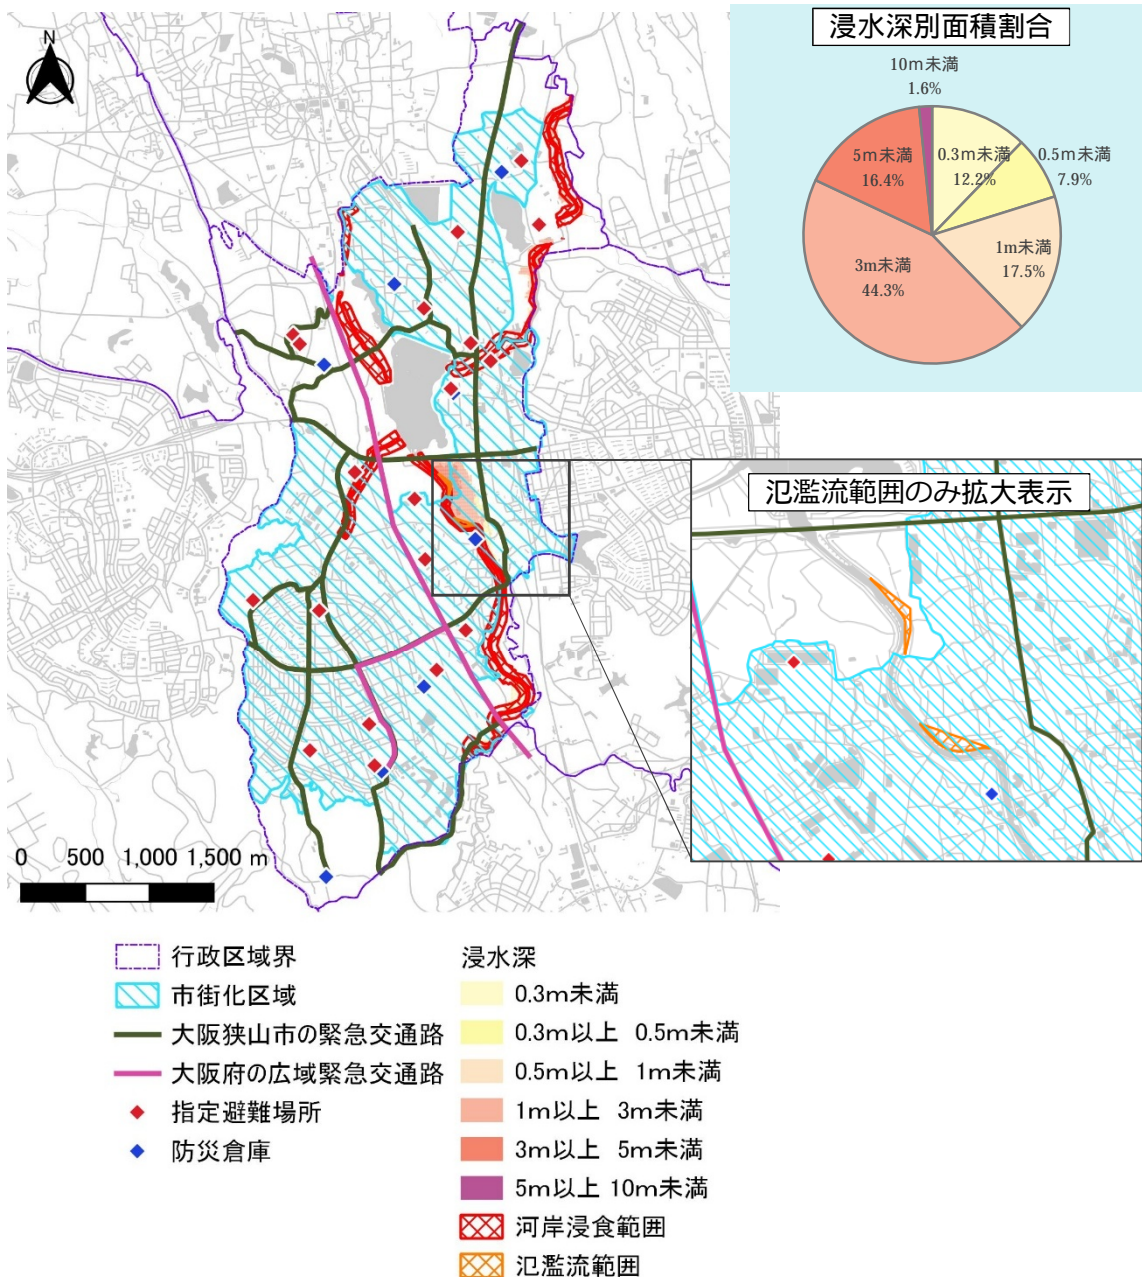 N
浸水深別面積割合
10m未満
1.6%
5m未満
16.4%
0.3m未満
12.2%
0.5m未満
7.9%
1m未満
17.5%
3m未満
44.3%
氾濫流範囲のみ拡大表示
0 500 1,000 1,500 m
行政区域界
市街化区域
大阪狭山市の緊急交通路
大阪府の広域緊急交通路
指定避難場所
防災倉庫
浸水深
0.3m未満
0.3m以上 0.5m未満
0.5m以上 1m未満
1m以上 3m未満
3m以上 5m未満
5m以上 10m未満
河岸浸食範囲
氾濫流範囲